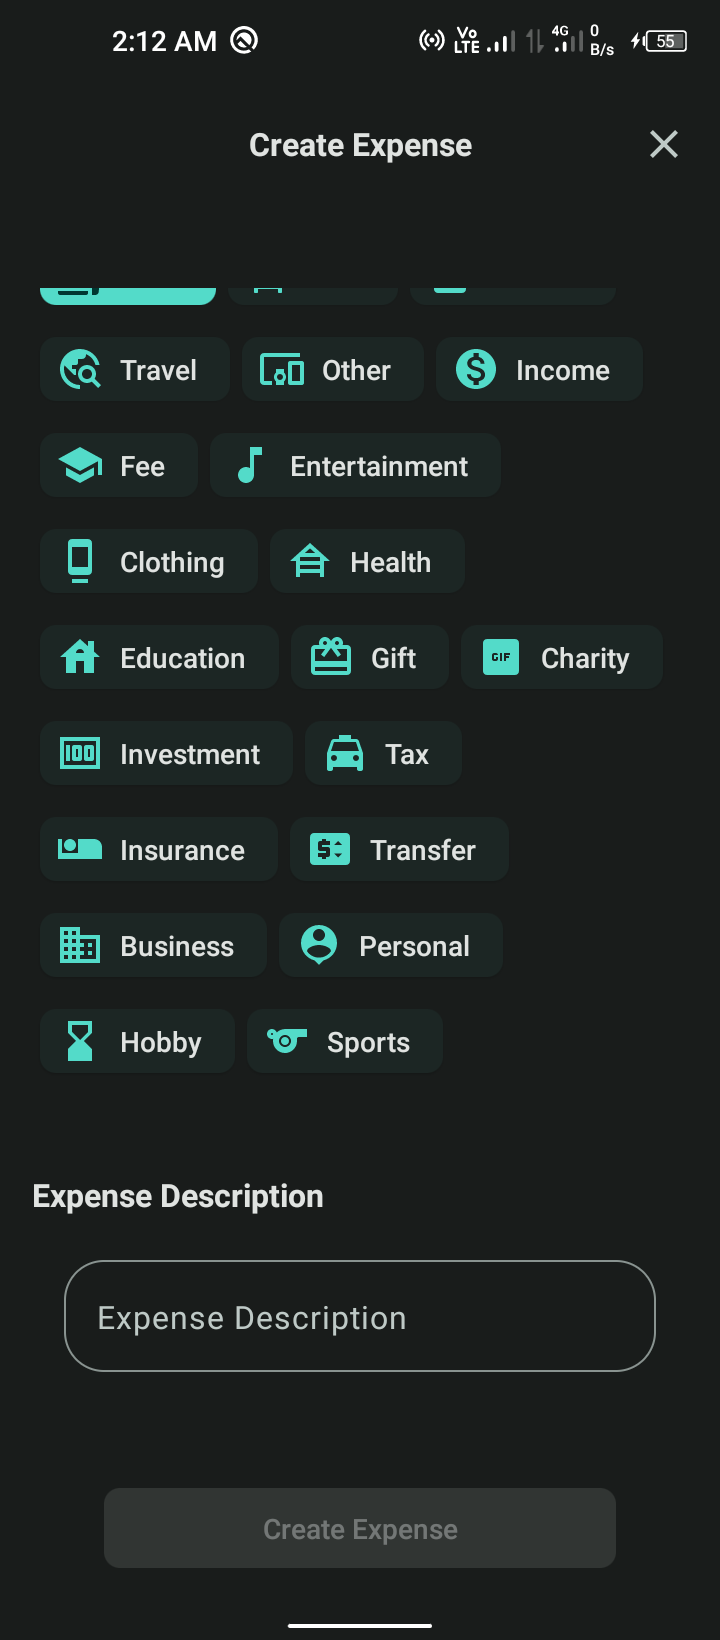 2:12 AM Vo LTE 4G 0 B/s 55
Create Expense
Travel Other Income
Fee Entertainment
Clothing Health
Education Gift GIF Charity
100 Investment Tax
Insurance $ Transfer
Business Personal
Hobby Sports
Expense Description
Expense Description
Create Expense